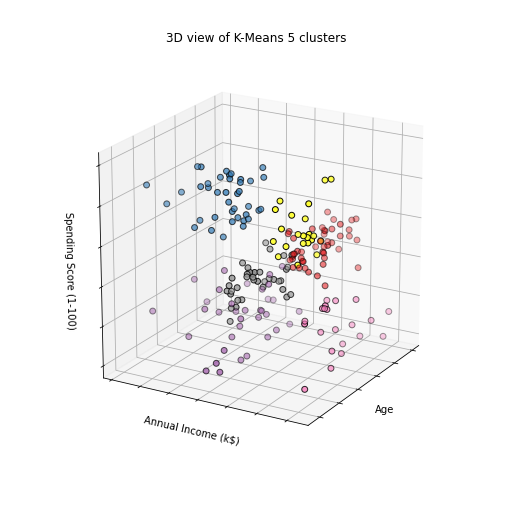 3D view of K-Means 5 clusters
Spending Score (1-100)
Annual Income (k$)
Age